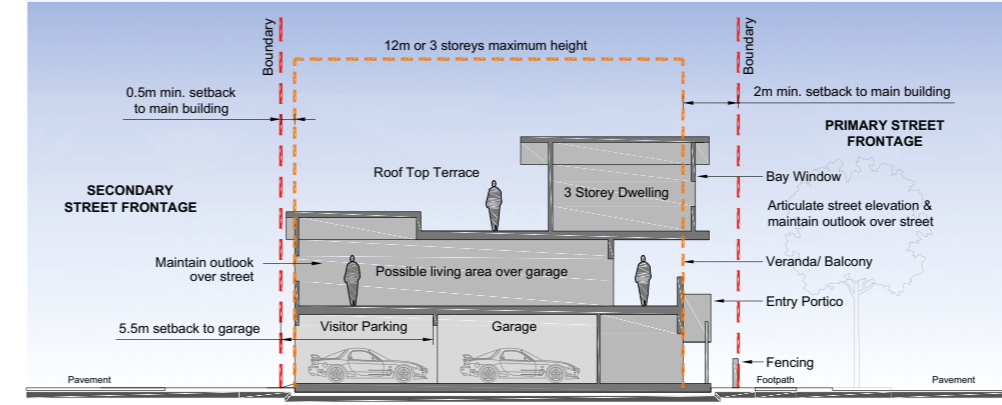 Boundary
12m or 3 storeys maximum height
Boundary
0.5m min. setback
to main building
2m min. setback to main building
PRIMARY STREET
FRONTAGE
Roof Top Terrace
3 Storey Dwelling
Bay Window
SECONDARY
STREET FRONTAGE
Articulate street elevation &
maintain outlook over street
Maintain outlook
over street
Possible living area over garage
Veranda/ Balcony
Entry Portico
5.5m setback to garage
Visitor Parking
Garage
Fencing
Pavement
Footpath
Pavement